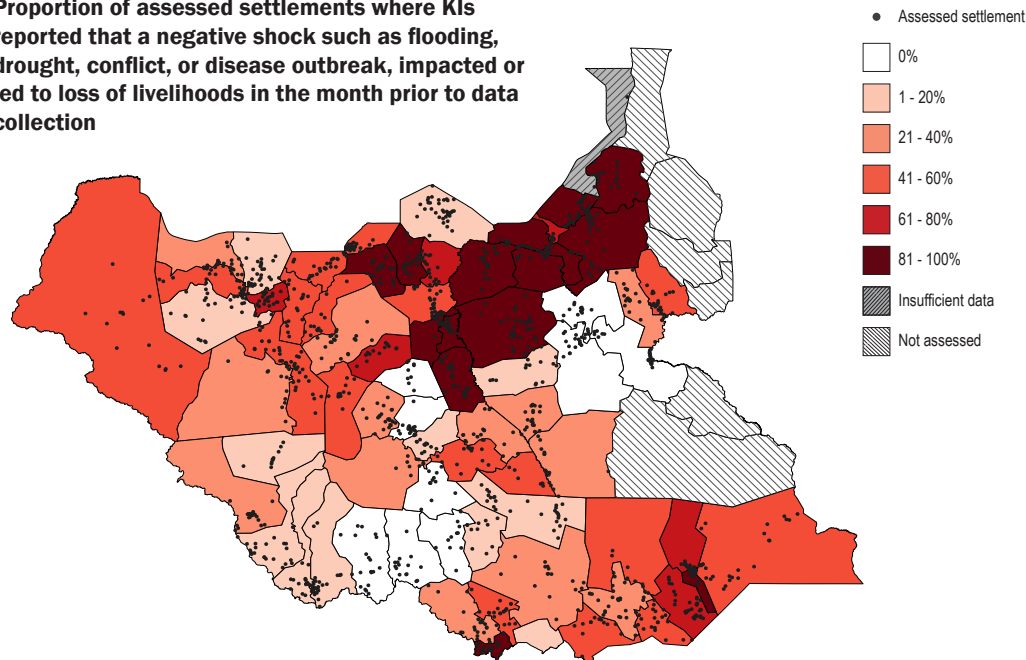 Proportion of assessed settlements where KIs
reported that a negative shock such as flooding,
drought, conflict, or disease outbreak, impacted or
led to loss of livelihoods in the month prior to data
collection
Assessed settlement
0%
1 - 20%
21 - 40%
41 - 60%
61 - 80%
81 - 100%
Insufficient data
Not assessed